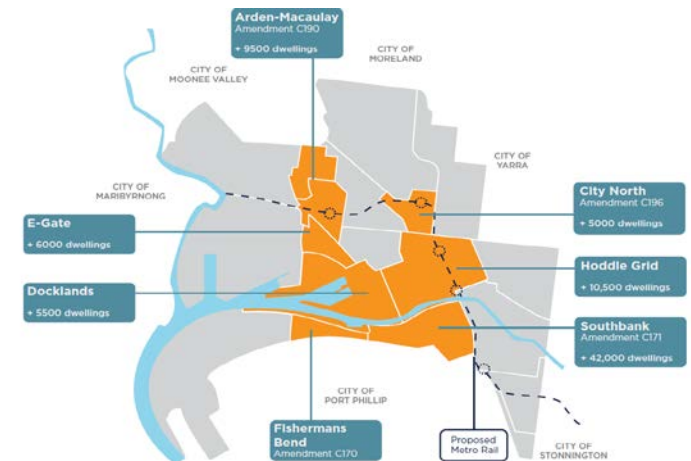 Arden-Macaulay
Amendment C190
+ 9500 dwellings
CITY OF
MORELAND
CITY OF
MOONEE VALLEY
CITY OF
YARRA
CITY OF
MARIBYRNONG
City North
Amendment C196
+ 5000 dwellings
E-Gate
+ 6000 dwellings
Hoddle Grid
+ 10,500 dwellings
Docklands
+ 5500 dwellings
Southbank
Amendment C171
+ 42,000 dwellings
CITY OF
PORT PHILLIP
Fishermans
Bend
Amendment C170
Proposed
Metro Rail
CITY OF
STONNINGTON